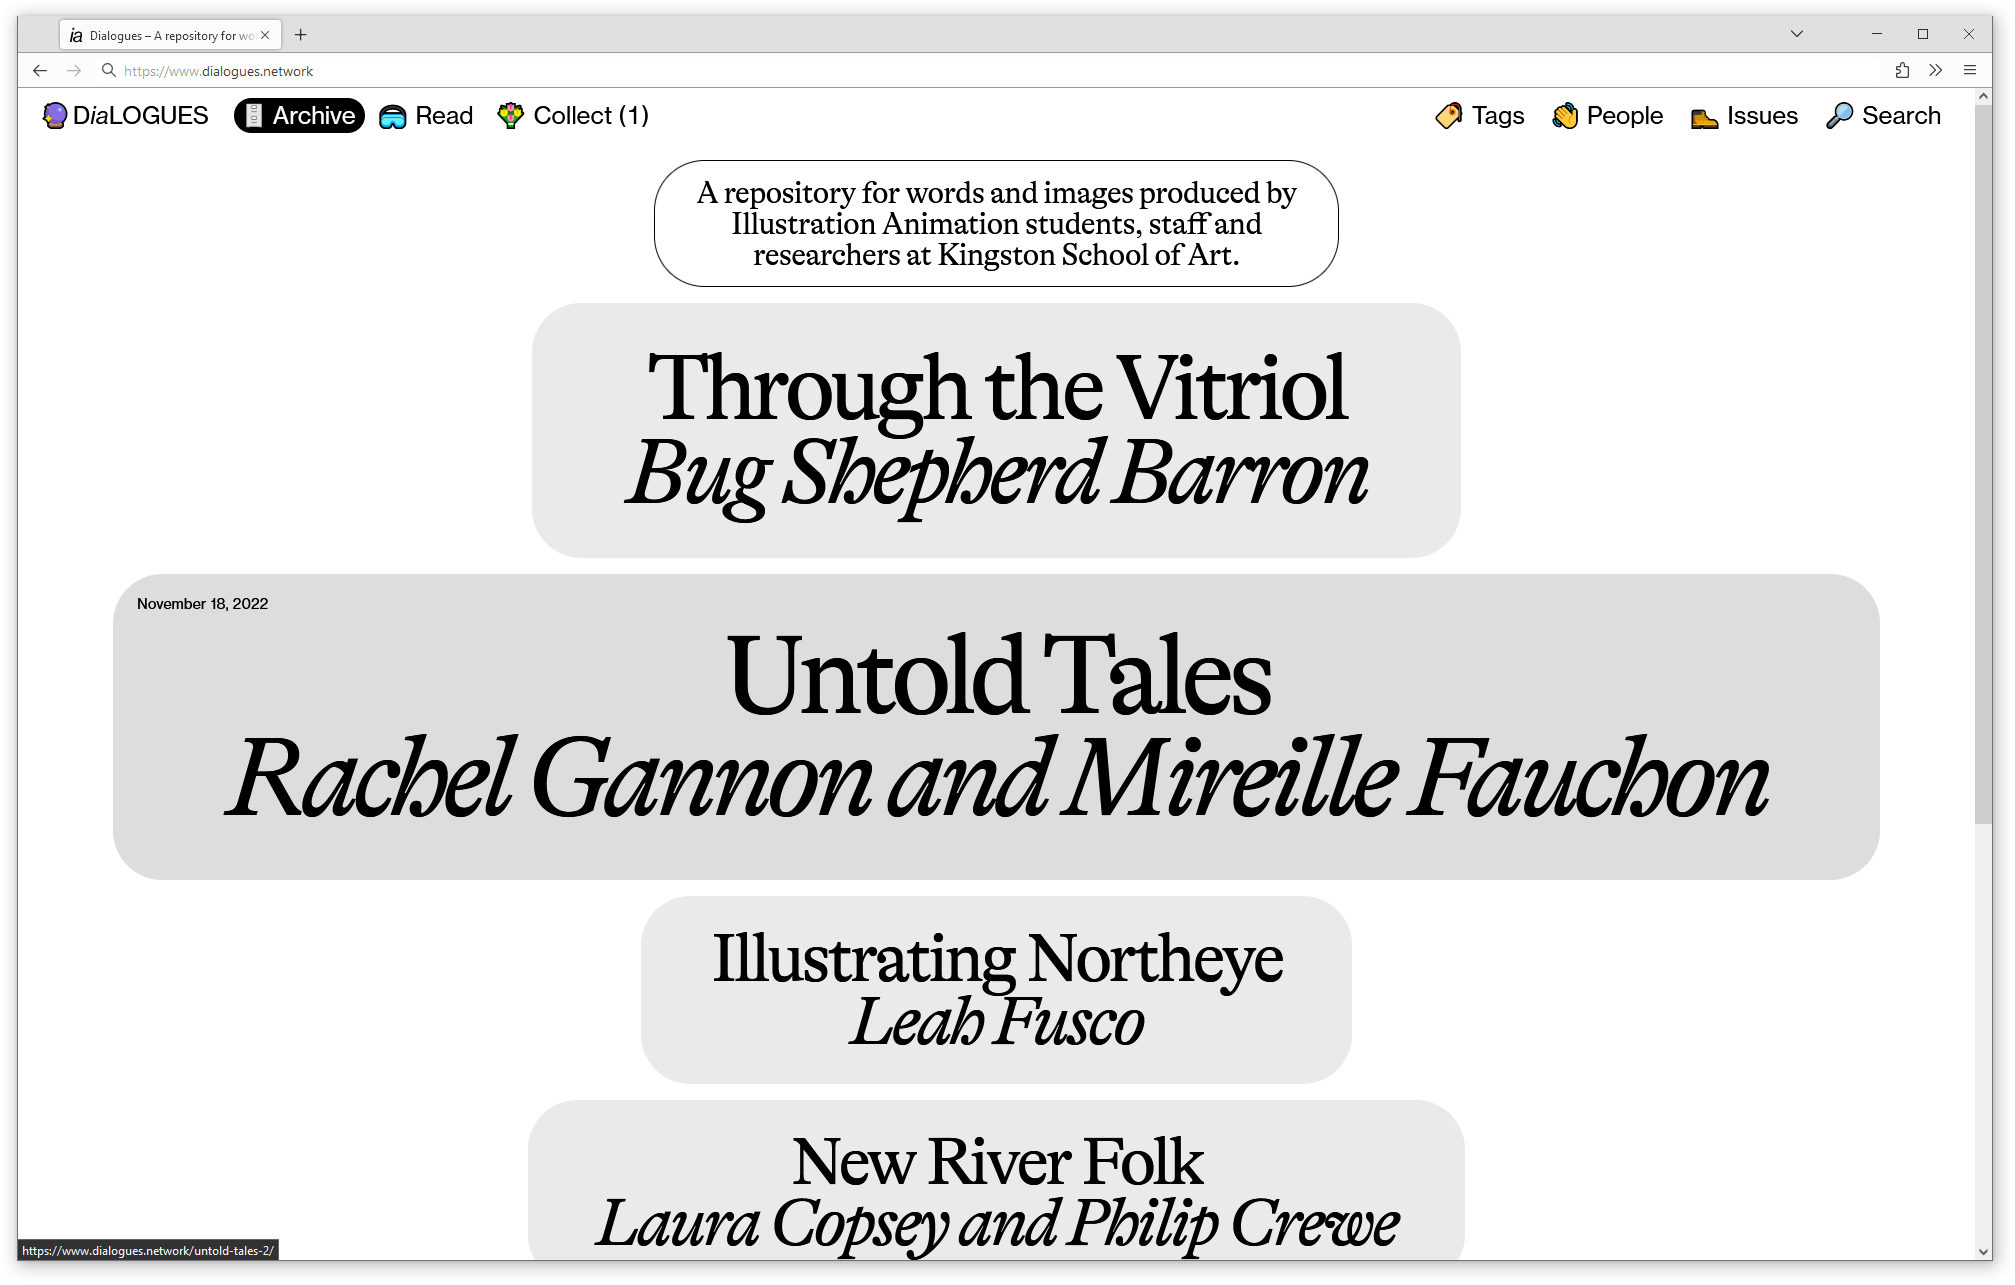 ia Dialogues – A repository for wo
https://www.dialogues.network
DiaLOGUES Archive Read Collect (1) Tags People Issues Search
A repository for words and images produced by
Illustration Animation students, staff and
researchers at Kingston School of Art.
Through the Vitriol
Bug Shepherd Barron
November 18, 2022
Untold Tales
Rachel Gannon and Mireille Fauchon
Illustrating Northeye
Leah Fusco
New River Folk
Laura Copsey and Philip Crewe
https://www.dialogues.network/untold-tales-2/